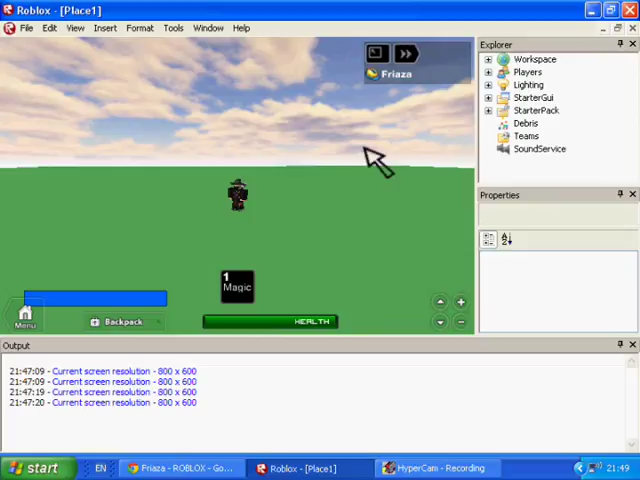 Roblox - [Place1]
File Edit View Insert Format Tools Window Help
Friaza
1
Magic
Menu
Backpack
HEALTH
Explorer
Workspace
Players
Lighting
StarterGui
StarterPack
Debris
Teams
SoundService
Properties
Output
21:47:09 - Current screen resolution - 800 x 600
21:47:09 - Current screen resolution - 800 x 600
21:47:19 - Current screen resolution - 800 x 600
21:47:20 - Current screen resolution - 800 x 600
start EN Friaza - ROBLOX - Go... Roblox - [Place1] HyperCam - Recording 21:49